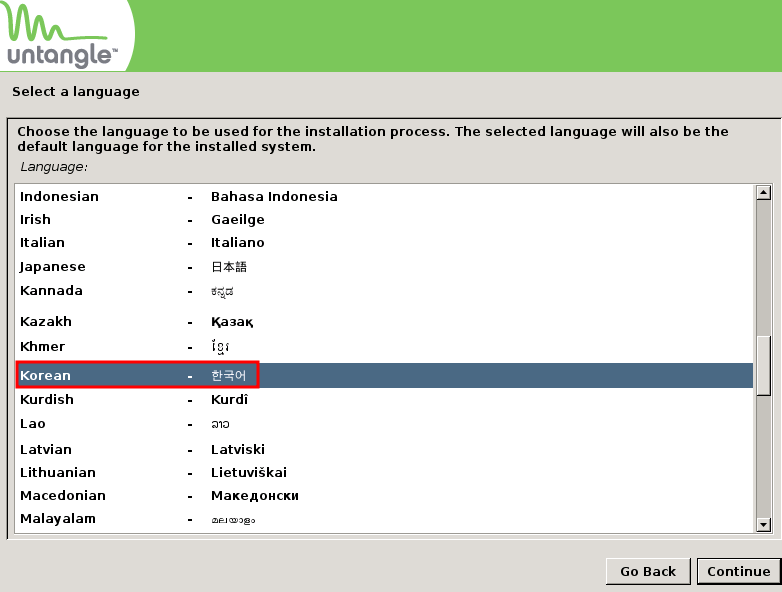 untangle™
Select a language
Choose the language to be used for the installation process. The selected language will also be the
default language for the installed system.
Language:
Indonesian - Bahasa Indonesia
Irish - Gaeilge
Italian - Italiano
Japanese - 日本語
Kannada - ಕನ್ನಡ
Kazakh - Қазақ
Khmer - ខ្មែរ
Korean - 한국어
Kurdish - Kurdî
Lao - ລາວ
Latvian - Latviski
Lithuanian - Lietuviškai
Macedonian - Македонски
Malayalam - മലയാളം
Go Back Continue